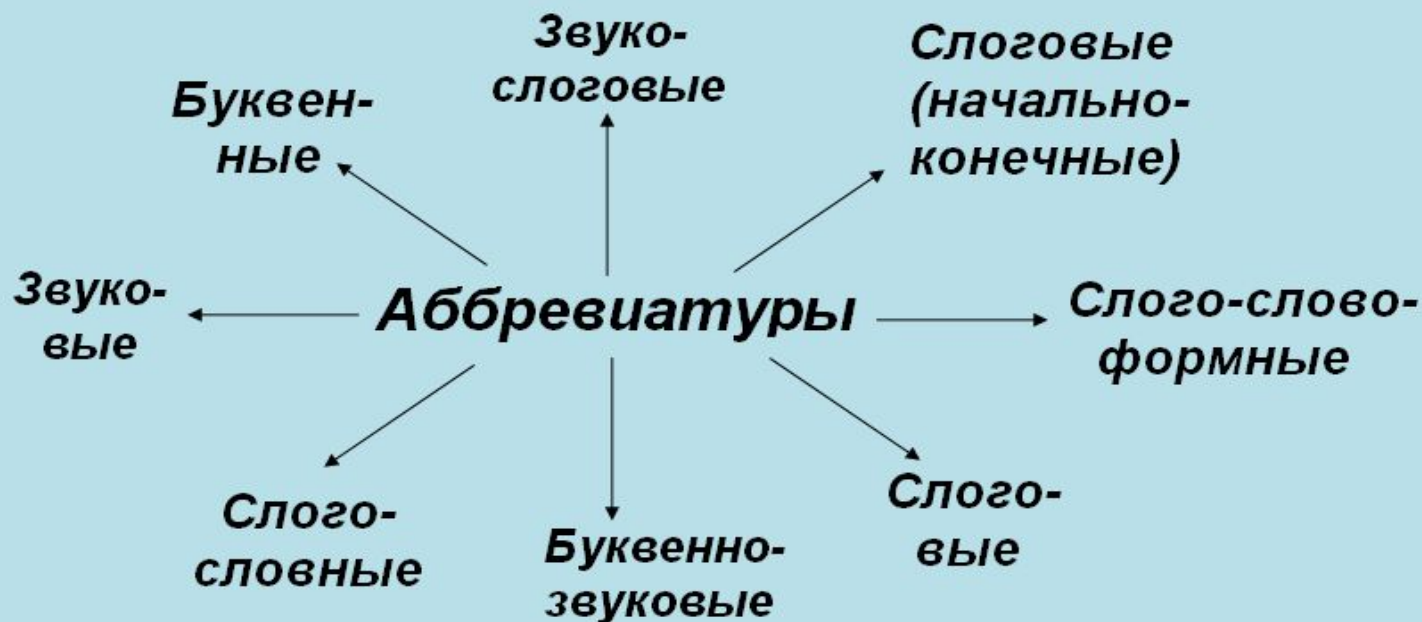 Звуко-
слоговые
Слоговые
(начально-
конечные)
Буквен-
ные
Звуко-
вые
Аббревиатуры
Слого-слово-
формные
Слого-
словные
Буквенно-
звуковые
Слого-
вые